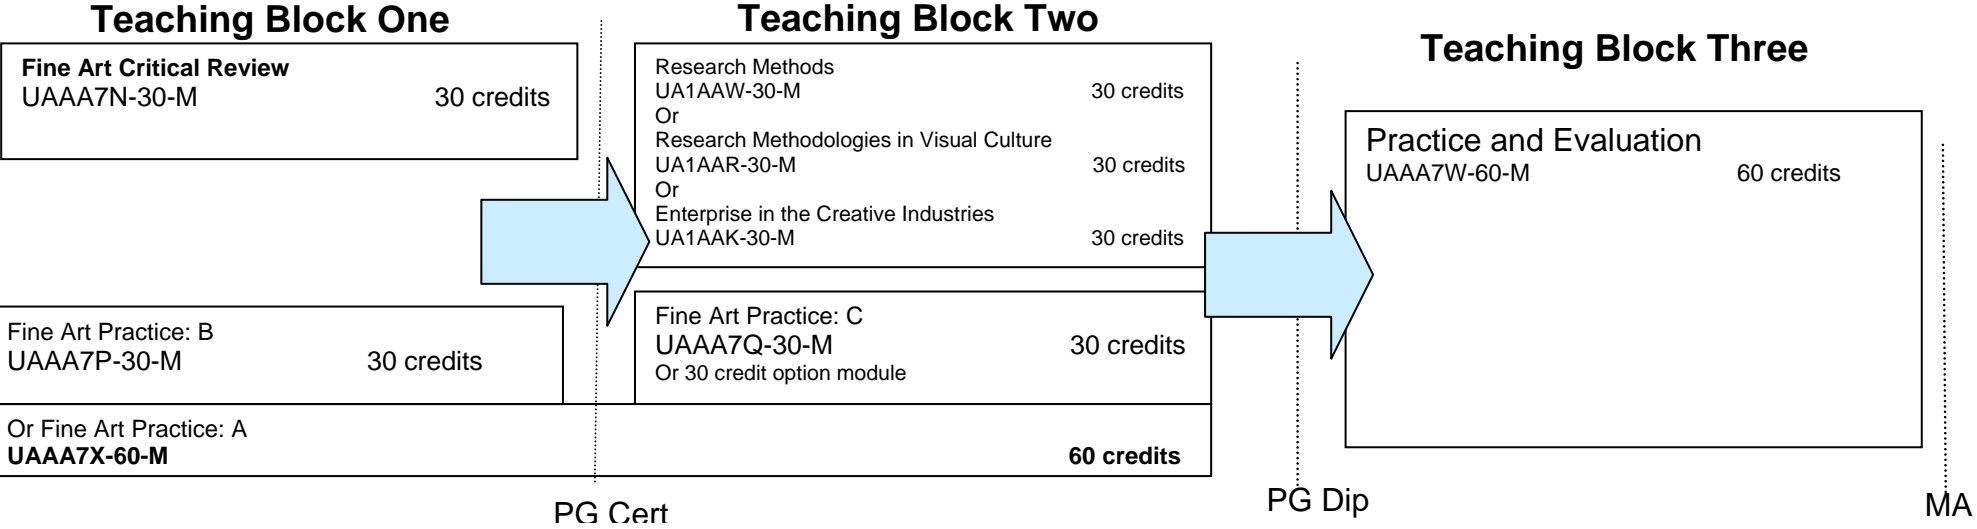 Teaching Block One
Fine Art Critical Review
UAAA7N-30-M 30 credits
Fine Art Practice: B
UAAA7P-30-M 30 credits
Or Fine Art Practice: A
UAAA7X-60-M 60 credits
PG Cert
Teaching Block Two
Research Methods
UA1AAW-30-M 30 credits
Or
Research Methodologies in Visual Culture
UA1AAR-30-M 30 credits
Or
Enterprise in the Creative Industries
UA1AAK-30-M 30 credits
Fine Art Practice: C
UAAA7Q-30-M 30 credits
Or 30 credit option module
PG Dip
Teaching Block Three
Practice and Evaluation
UAAA7W-60-M 60 credits
MA